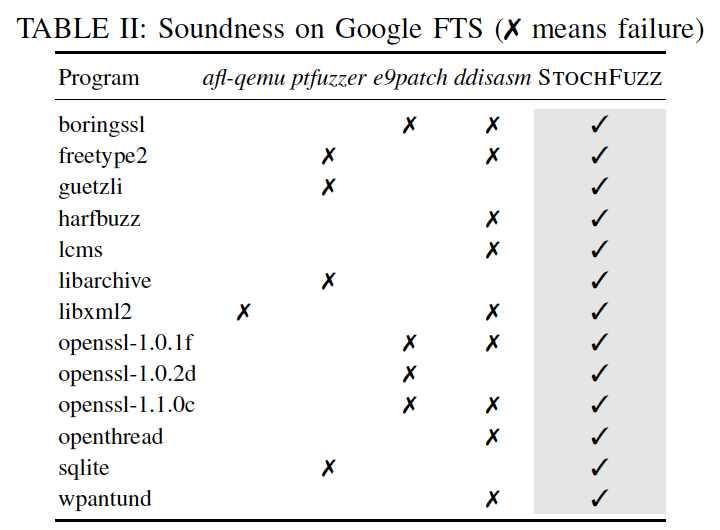 TABLE II: Soundness on Google FTS (✗ means failure)
Program afl-qemu ptfuzzer e9patch ddisasm STOCHFUZZ
boringssl ✗ ✗ ✓
freetype2 ✗ ✗ ✓
guetzli ✗ ✓
harfbuzz ✗ ✓
lcms ✗ ✓
libarchive ✗ ✓
libxml2 ✗ ✗ ✓
openssl-1.0.1f ✗ ✗ ✓
openssl-1.0.2d ✗ ✓
openssl-1.1.0c ✗ ✗ ✓
openthread ✗ ✓
sqlite ✗ ✓
wpantund ✗ ✓